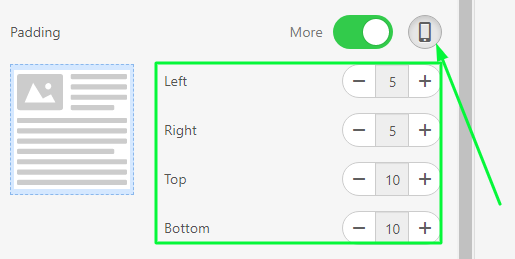 Padding More
Left − 5 +
Right − 5 +
Top − 10 +
Bottom − 10 +